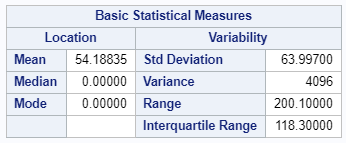 Basic Statistical Measures
Location Variability
Mean 54.18835 Std Deviation 63.99700
Median 0.00000 Variance 4096
Mode 0.00000 Range 200.10000
Interquartile Range 118.30000